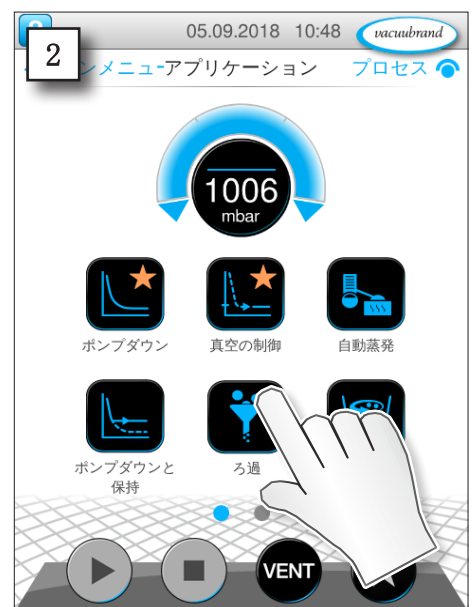 05.09.2018 10:48 vacuubrand
2
ンメニュー アプリケーション プロセス
1006
mbar
ポンプダウン 真空の制御 自動蒸発
ポンプダウンと
保持
ろ過
VENT